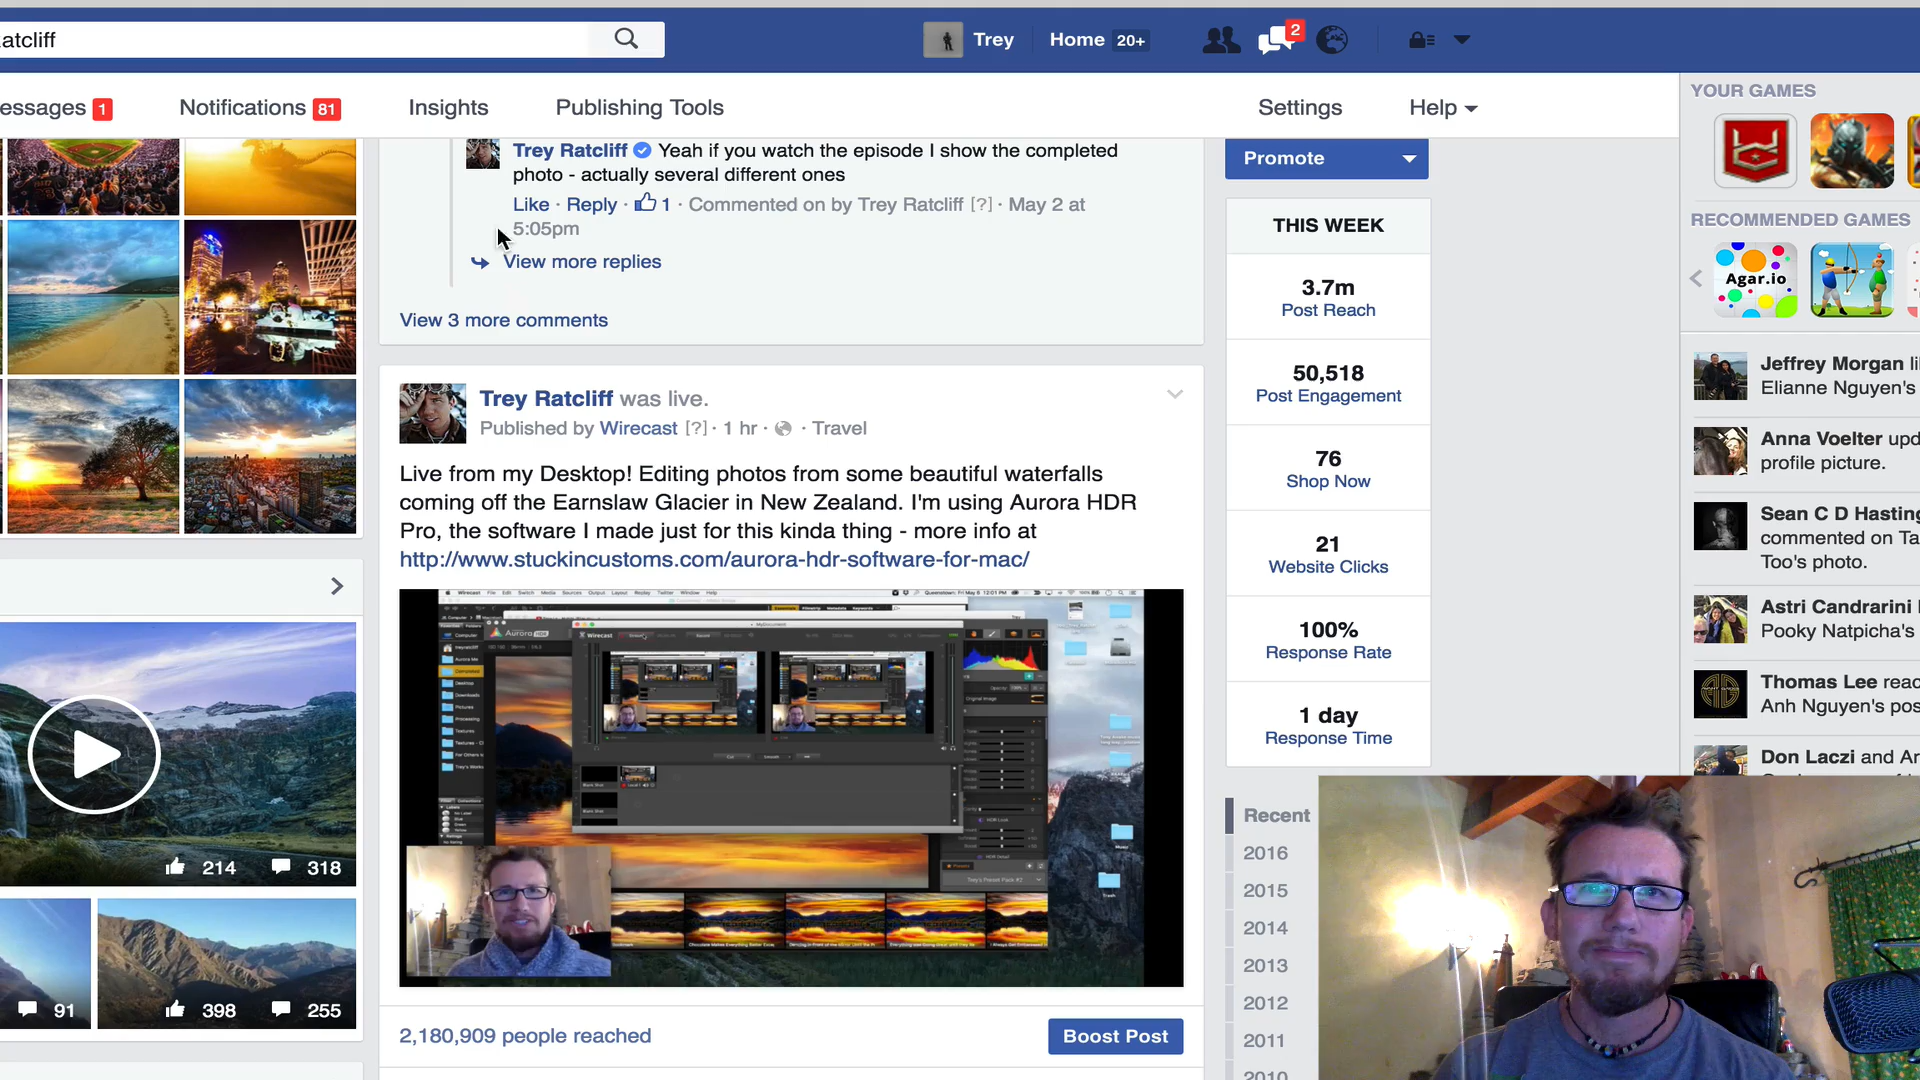 atcliff
Trey
Home 20+
2
essages 1
Notifications 81
Insights
Publishing Tools
Settings
Help
Trey Ratcliff Yeah if you watch the episode I show the completed
photo - actually several different ones
Like · Reply · 1 · Commented on by Trey Ratcliff [?] · May 2 at
5:05pm
View more replies
View 3 more comments
Trey Ratcliff was live.
Published by Wirecast [?] · 1 hr · · Travel
Live from my Desktop! Editing photos from some beautiful waterfalls
coming off the Earnslaw Glacier in New Zealand. I'm using Aurora HDR
Pro, the software I made just for this kinda thing - more info at
http://www.stuckincustoms.com/aurora-hdr-software-for-mac/
Wirecast
Aurora HDR
2,180,909 people reached
Boost Post
214
318
91
398
255
Promote
THIS WEEK
3.7m
Post Reach
50,518
Post Engagement
76
Shop Now
21
Website Clicks
100%
Response Rate
1 day
Response Time
Recent
2016
2015
2014
2013
2012
2011
2010
YOUR GAMES
RECOMMENDED GAMES
Agar.io
Jeffrey Morgan li
Elianne Nguyen's
Anna Voelter upd
profile picture.
Sean C D Hasting
commented on Ta
Too's photo.
Astri Candrarini
Pooky Natpicha's
Thomas Lee reac
Anh Nguyen's pos
Don Laczi and Ar